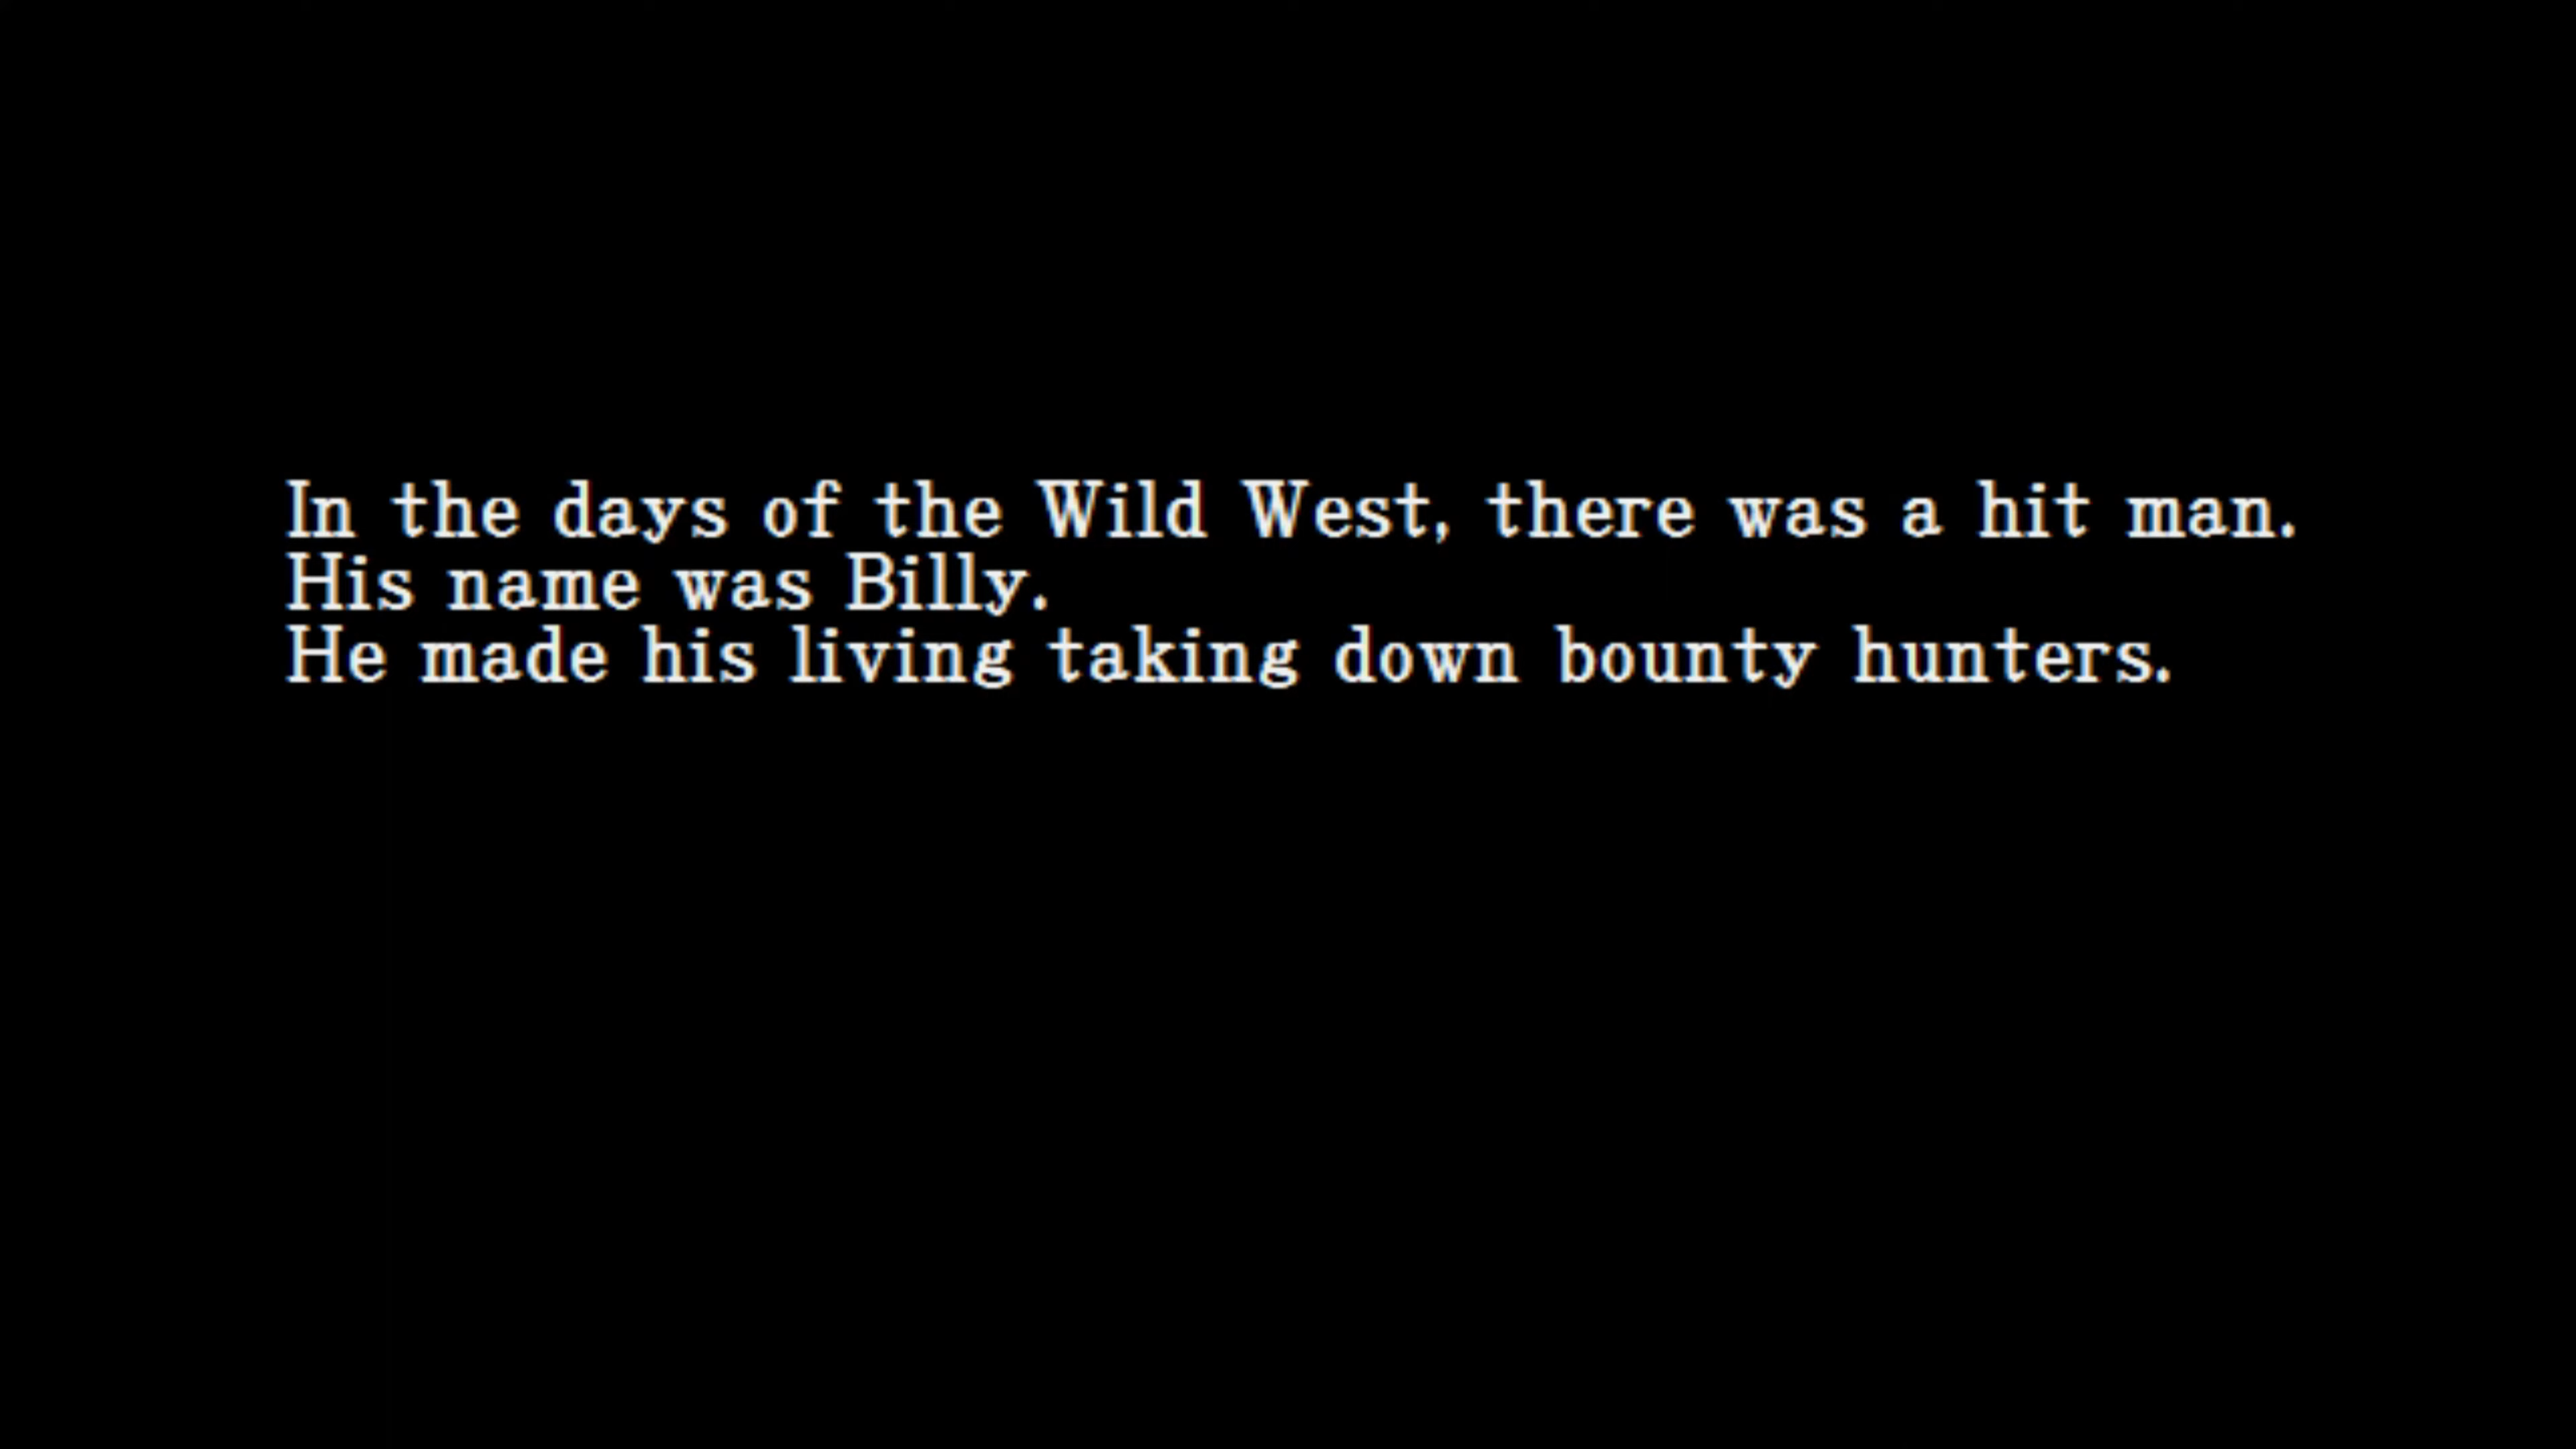 In the days of the Wild West, there was a hit man.
His name was Billy.
He made his living taking down bounty hunters.